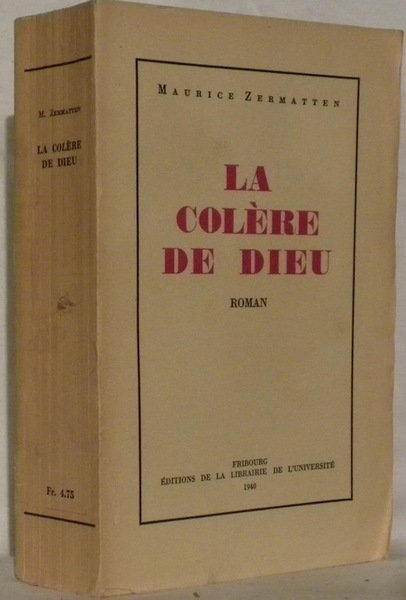 M. Zermatten
LA COLÈRE
DE DIEU
Fr. 4.75
Maurice Zermatten
LA
COLÈRE
DE DIEU
ROMAN
FRIBOURG
ÉDITIONS DE LA LIBRAIRIE DE L'UNIVERSITÉ
1940